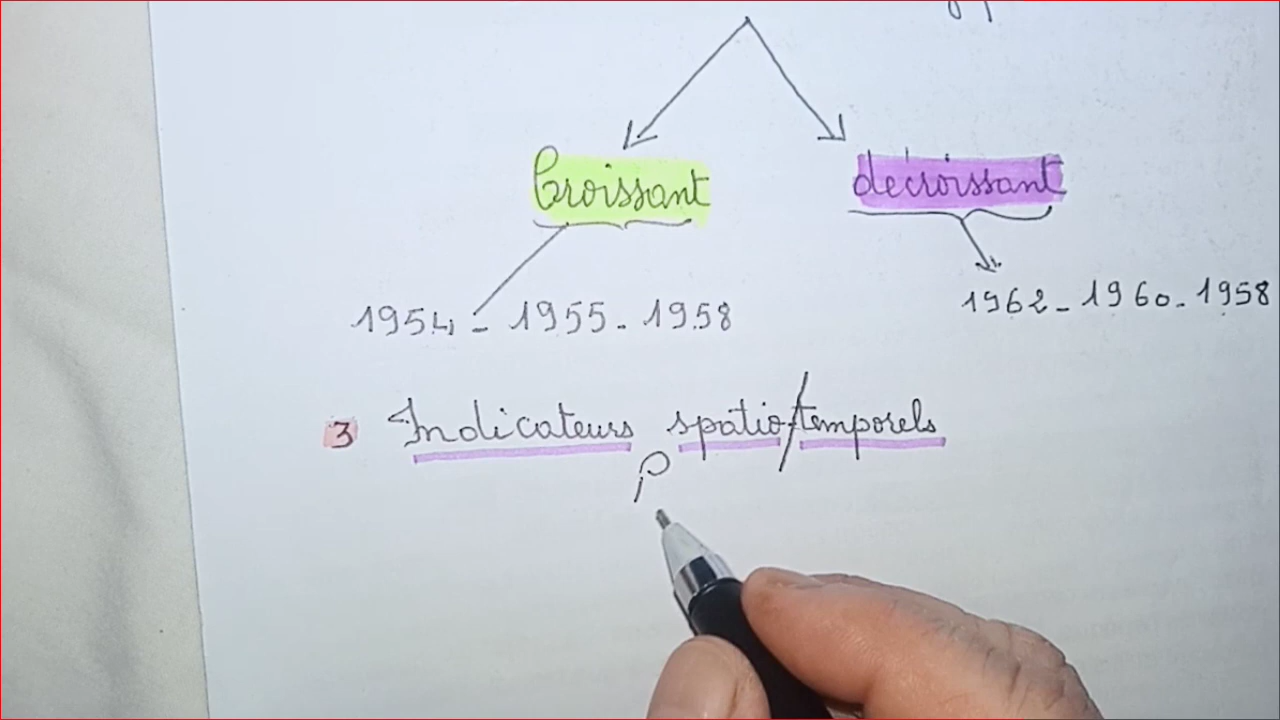 Croissant décroissant
1954 - 1955 - 1958 1962 - 1960 - 1958
3 Indicateurs spatio/temporels
P